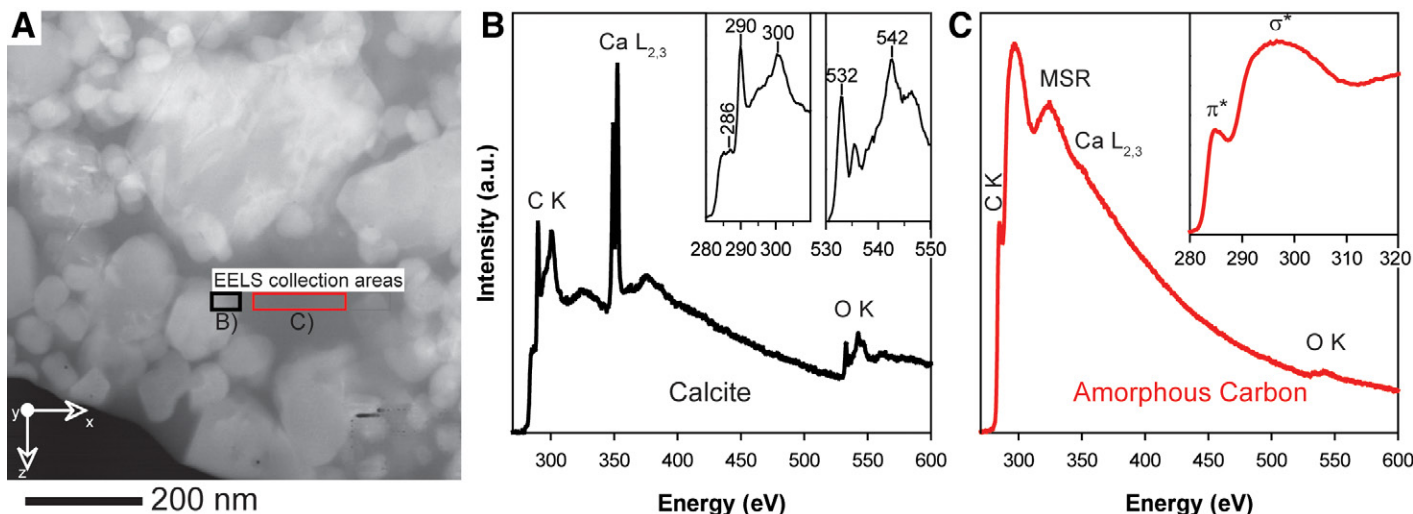 A
EELS collection areas
B)
C)
y
x
z
200 nm
B
Ca L2,3
C K
O K
Calcite
Intensity (a.u.)
300 350 400 450 500 550 600
Energy (eV)
290
300
286
280 290 300
532
542
530 540 550
C
C K
MSR
Ca L2,3
O K
Amorphous Carbon
300 350 400 450 500 550 600
Energy (eV)
σ*
π*
280 290 300 310 320